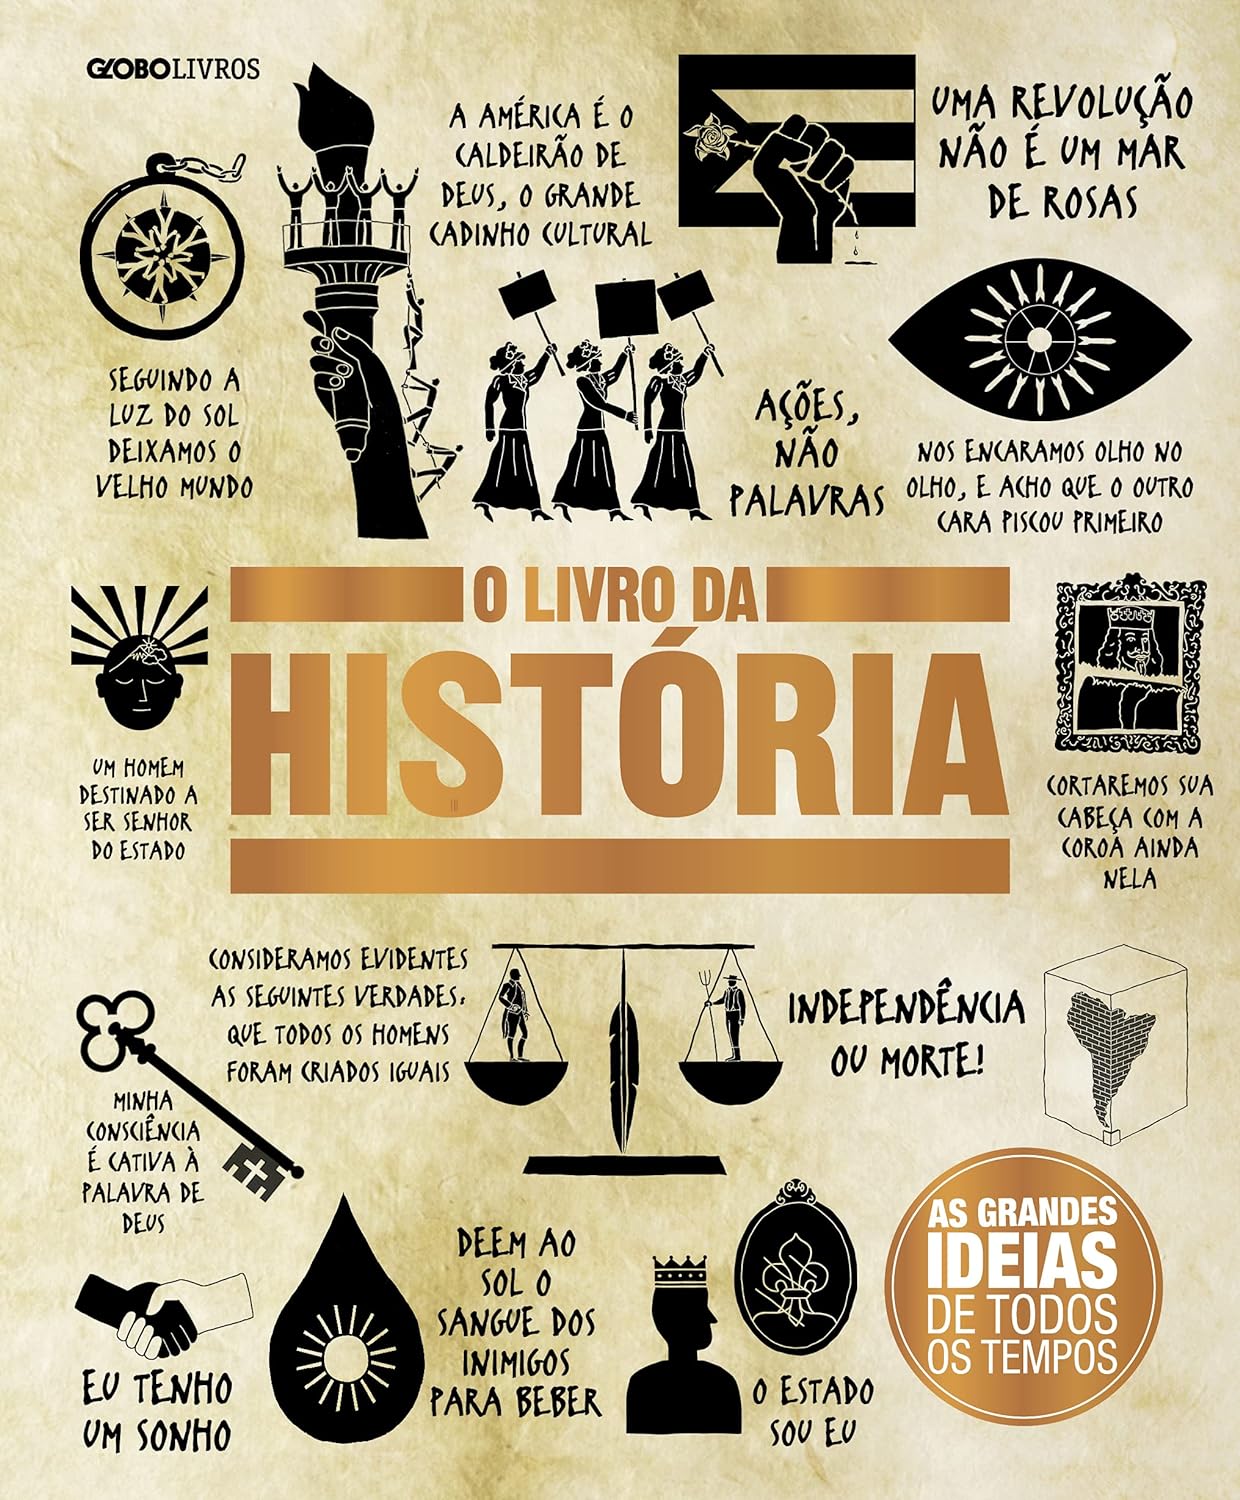 GLOBOLIVROS
A AMÉRICA É O
CALDEIRÃO DE
DEUS, O GRANDE
CADINHO CULTURAL
UMA REVOLUÇÃO
NÃO É UM MAR
DE ROSAS
SEGUINDO A
LUZ DO SOL
DEIXAMOS O
VELHO MUNDO
AÇÕES,
NÃO
PALAVRAS
NOS ENCARAMOS OLHO NO
OLHO, E ACHO QUE O OUTRO
CARA PISCOU PRIMEIRO
O LIVRO DA
HISTÓRIA
UM HOMEM
DESTINADO A
SER SENHOR
DO ESTADO
CORTAREMOS SUA
CABEÇA COM A
COROA AINDA
NELA
CONSIDERAMOS EVIDENTES
AS SEGUINTES VERDADES:
QUE TODOS OS HOMENS
FORAM CRIADOS IGUAIS
INDEPENDÊNCIA
OU MORTE!
MINHA
CONSCIÊNCIA
É CATIVA À
PALAVRA DE
DEUS
AS GRANDES
IDEIAS
DE TODOS
OS TEMPOS
DEEM AO
SOL O
SANGUE DOS
INIMIGOS
PARA BEBER
EU TENHO
UM SONHO
O ESTADO
SOU EU